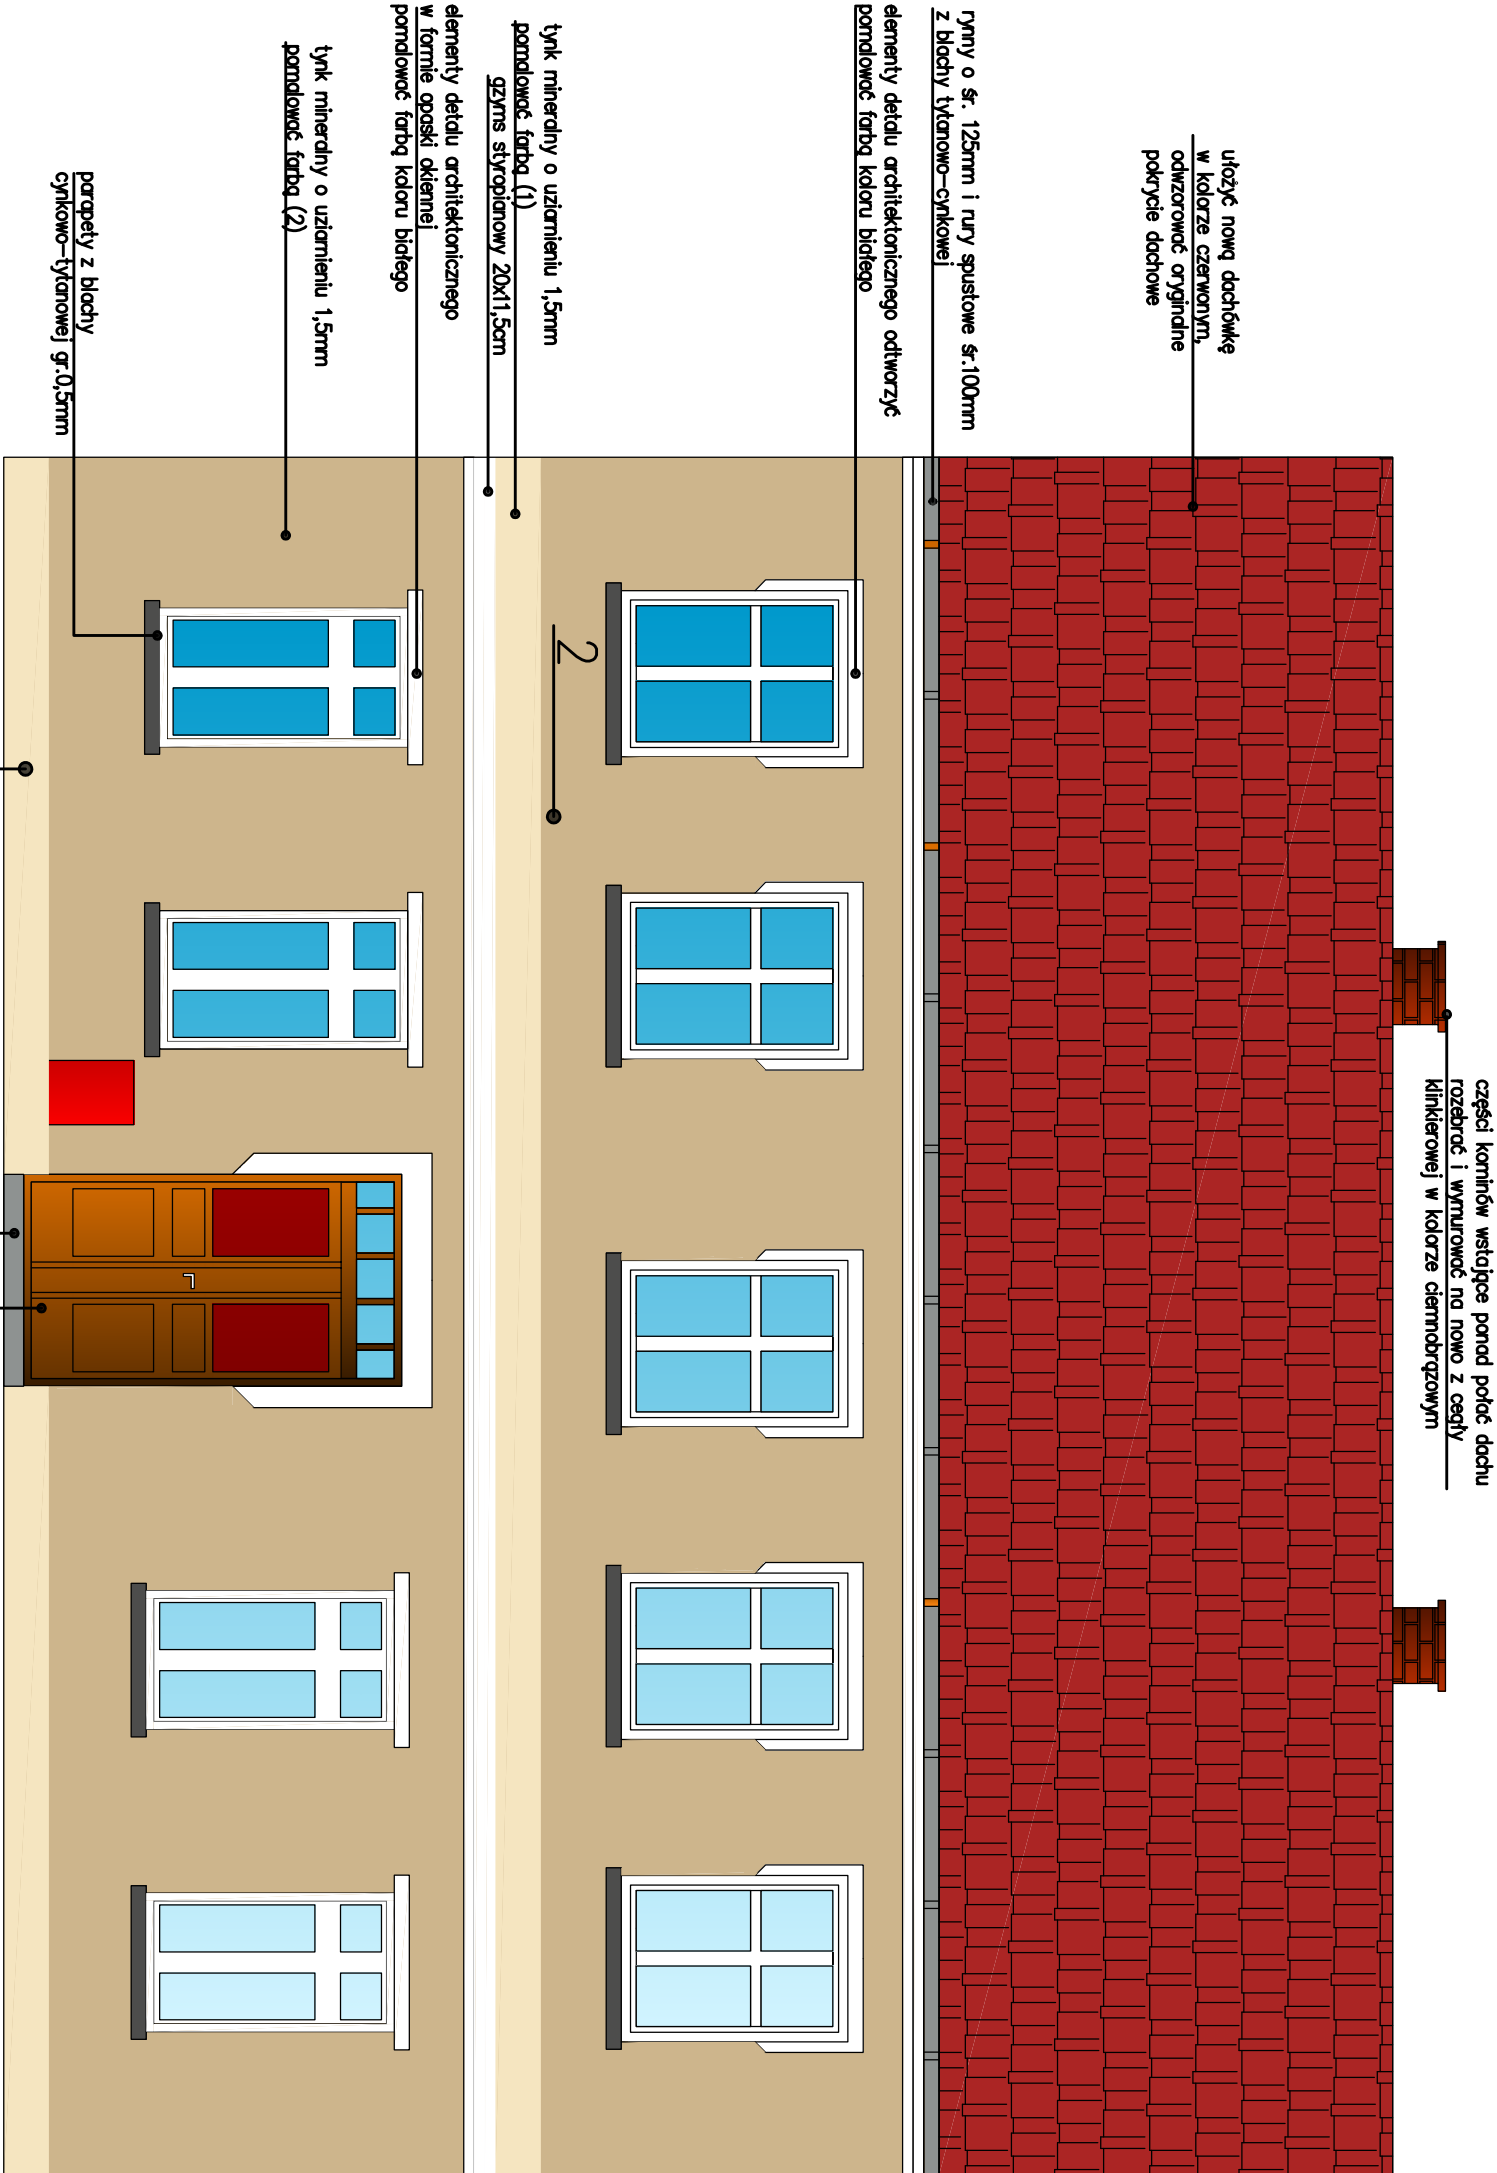 części kominów wstające ponad połać dachu
rozebrać i wymurować na nowo z cegły
klinkierowej w kolorze ciemnobrązowym
ułożyć nową dachówkę
w kolorze czerwonym,
odwzorować oryginalne
pokrycie dachowe
rynny o śr. 125mm i rury spustowe śr.100mm
z blachy tytanowo-cynkowej
elementy detalu architektonicznego odtworzyć
pomalować farbą koloru białego
2
tynk mineralny o uziarnieniu 1,5mm
pomalować farbą (1)
gzyms styropianowy 20x11,5cm
elementy detalu architektonicznego
w formie opaski okiennej
pomalować farbą koloru białego
tynk mineralny o uziarnieniu 1,5mm
pomalować farbą (2)
parapety z blachy
cynkowo-tytanowej gr.0,5mm